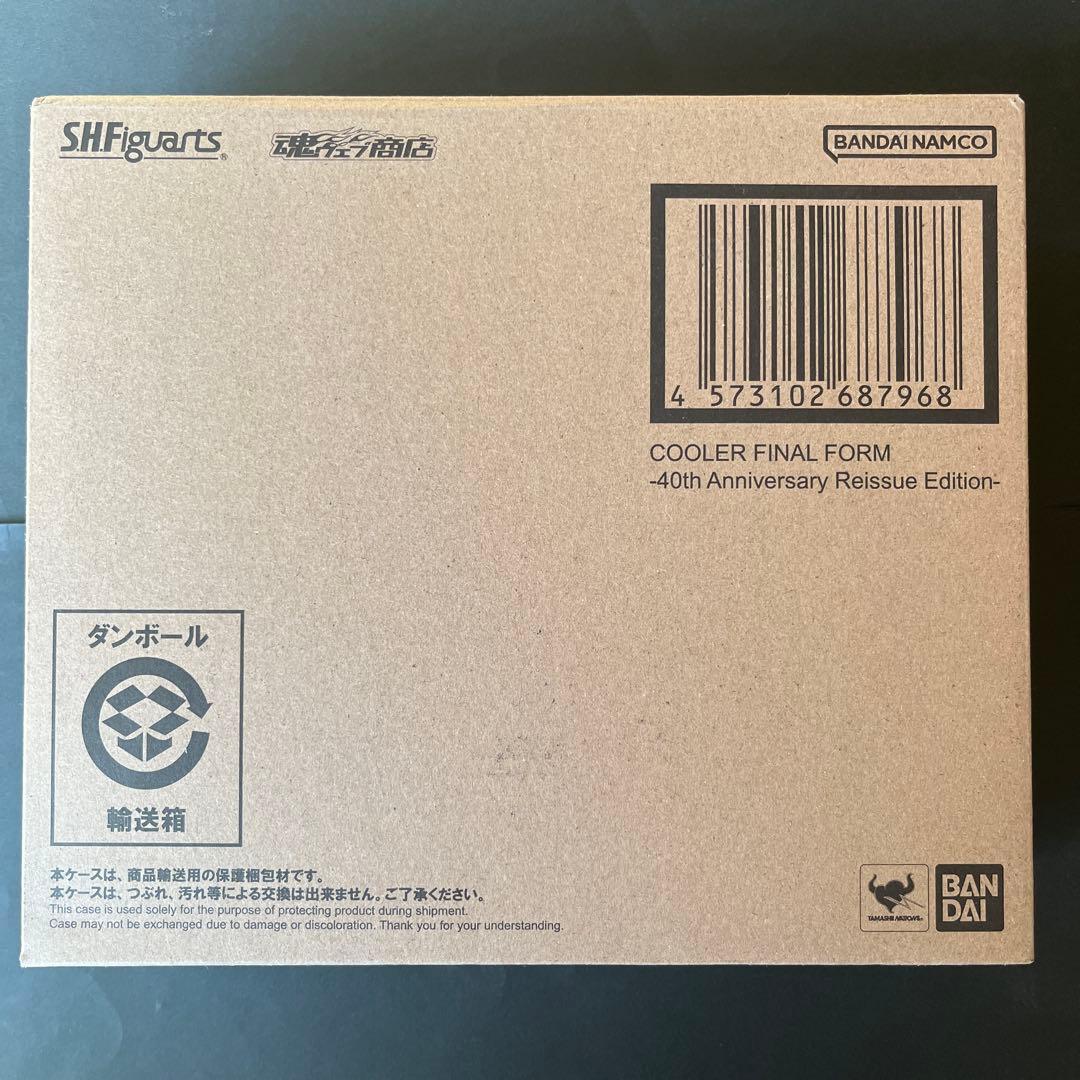 S.H.Figuarts®
魂ウェブ商店
BANDAI NAMCO
4 573102 687968
COOLER FINAL FORM
-40th Anniversary Reissue Edition-
ダンボール
輸送箱
本ケースは、商品輸送用の保護梱包材です。
本ケースは、つぶれ、汚れ等による交換は出来ません。ご了承ください。
This case is used solely for the purpose of protecting product during shipment.
Case may not be exchanged due to damage or discoloration. Thank you for your understanding.
TAMASHII NATIONS®
BAN
DAI